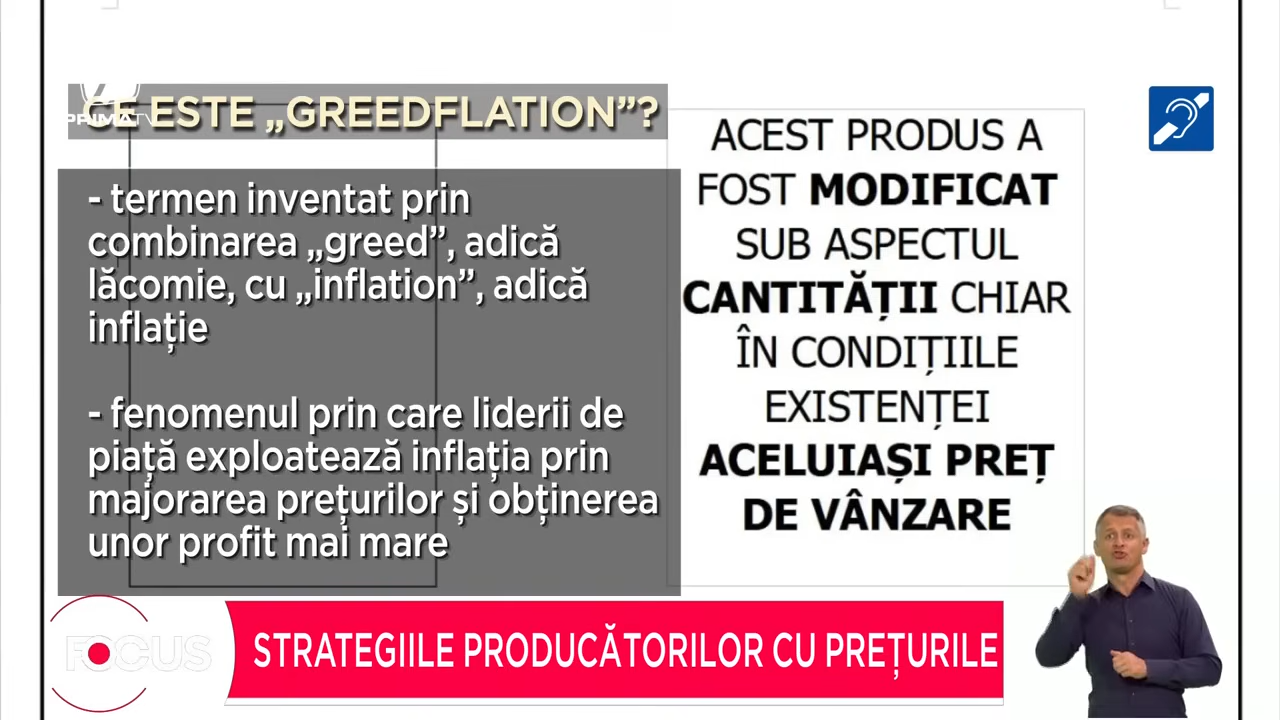 CE ESTE „GREEDFLATION”?
PRIMATV
- termen inventat prin
combinarea „greed”, adică
lăcomie, cu „inflation”, adică
inflație
- fenomenul prin care liderii de
piață exploatează inflația prin
majorarea prețurilor și obținerea
unor profit mai mare
ACEST PRODUS A
FOST MODIFICAT
SUB ASPECTUL
CANTITĂȚII CHIAR
ÎN CONDIȚIILE
EXISTENȚEI
ACELUIAȘI PREȚ
DE VÂNZARE
FOCUS
STRATEGIILE PRODUCĂTORILOR CU PREȚURILE